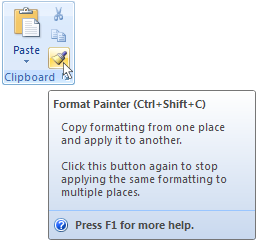 Paste
Clipboard
Format Painter (Ctrl+Shift+C)
Copy formatting from one place
and apply it to another.
Click this button again to stop
applying the same formatting to
multiple places.
Press F1 for more help.